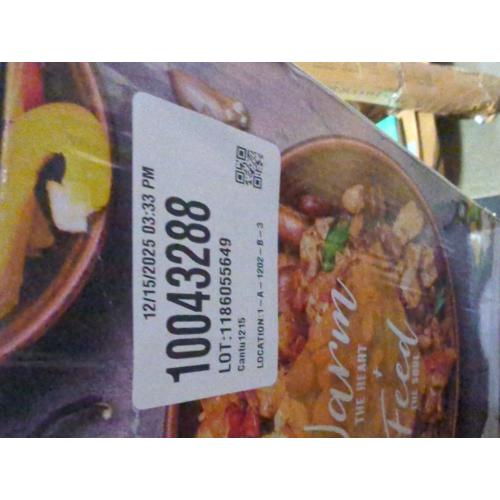 12/15/2025 03:33 PM
10043288
LOT:1186055649
Cantu1215
LOCATION:1-A-1202-B-3
Warm
THE HEART
+
Feed
THE SOUL